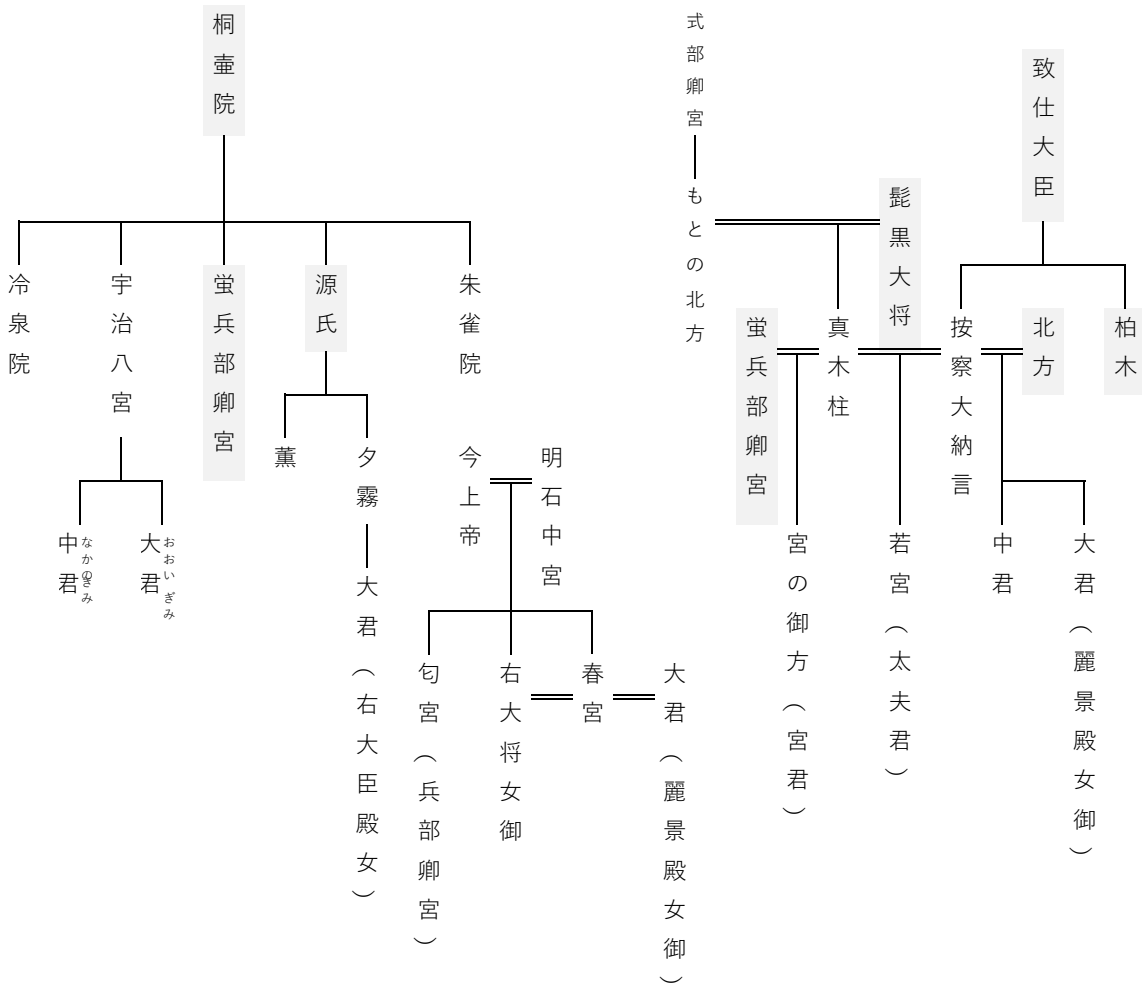 致仕大臣
柏木
北方
按察大納言
大君（麗景殿女御）
中君
髭黒大将
式部卿宮
もとの北方
真木柱
蛍兵部卿宮
若宮（太夫君）
宮の御方（宮君）
桐壷院
朱雀院
源氏
蛍兵部卿宮
宇治八宮
冷泉院
夕霧
薫
大君（右大臣殿女）
大君
おおいぎみ
中君
なかのぎみ
明石中宮
今上帝
大君（麗景殿女御）
春宮
右大将女御
匂宮（兵部卿宮）